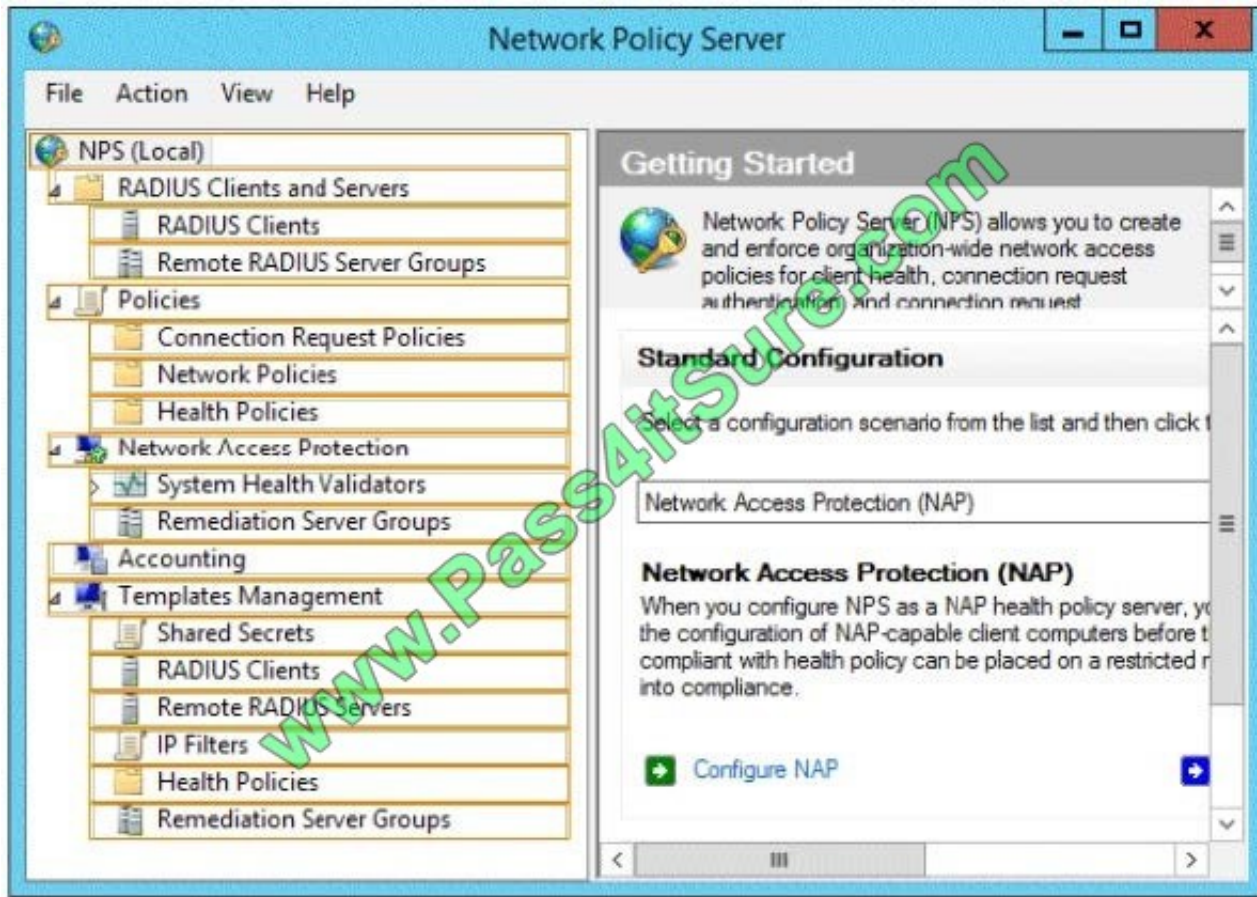 Network Policy Server
File Action View Help
NPS (Local)
RADIUS Clients and Servers
RADIUS Clients
Remote RADIUS Server Groups
Policies
Connection Request Policies
Network Policies
Health Policies
Network Access Protection
System Health Validators
Remediation Server Groups
Accounting
Templates Management
Shared Secrets
RADIUS Clients
Remote RADIUS Servers
IP Filters
Health Policies
Remediation Server Groups
Getting Started
Network Policy Server (NPS) allows you to create
and enforce organization-wide network access
policies for client health, connection request
authentication, and connection request
Standard Configuration
Select a configuration scenario from the list and then click t
Network Access Protection (NAP)
Network Access Protection (NAP)
When you configure NPS as a NAP health policy server, yo
the configuration of NAP-capable client computers before t
compliant with health policy can be placed on a restricted r
into compliance.
Configure NAP
www.Pass4itSure.com